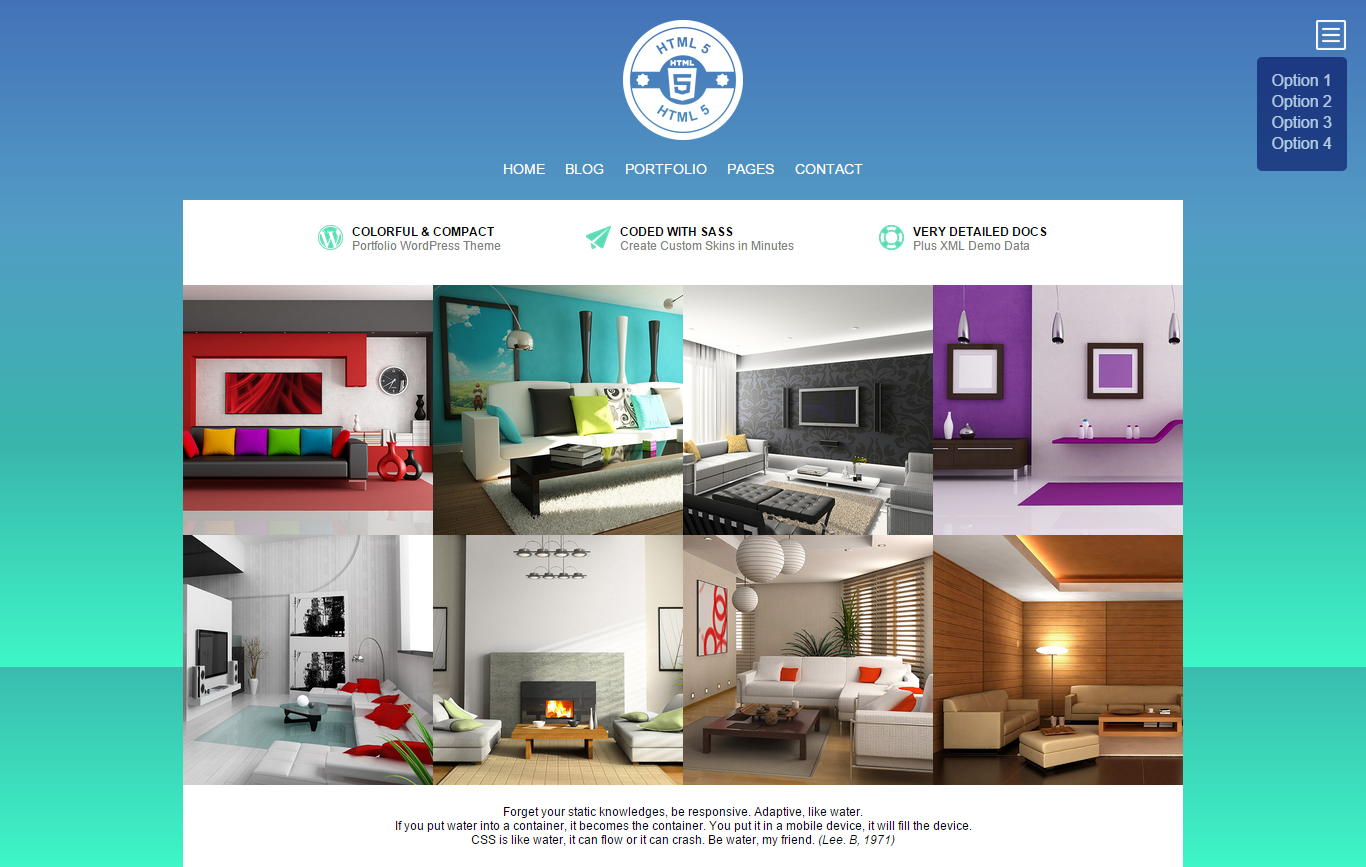 HTML 5
HTML
5
HTML 5
Option 1
Option 2
Option 3
Option 4
HOME BLOG PORTFOLIO PAGES CONTACT
COLORFUL & COMPACT
Portfolio WordPress Theme
CODED WITH SASS
Create Custom Skins in Minutes
VERY DETAILED DOCS
Plus XML Demo Data
Forget your static knowledges, be responsive. Adaptive, like water.
If you put water into a container, it becomes the container. You put it in a mobile device, it will fill the device.
CSS is like water, it can flow or it can crash. Be water, my friend. (Lee. B, 1971)